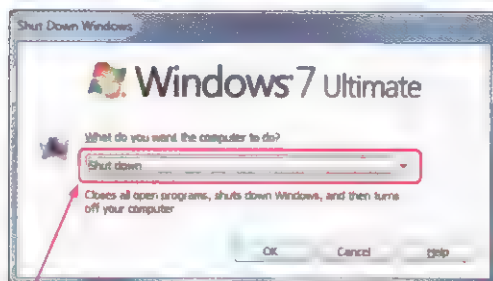 Shut Down Windows
Windows 7 Ultimate
What do you want the computer to do?
Shut down
Closes all open programs, shuts down Windows, and then turns
off your computer
OK Cancel Help